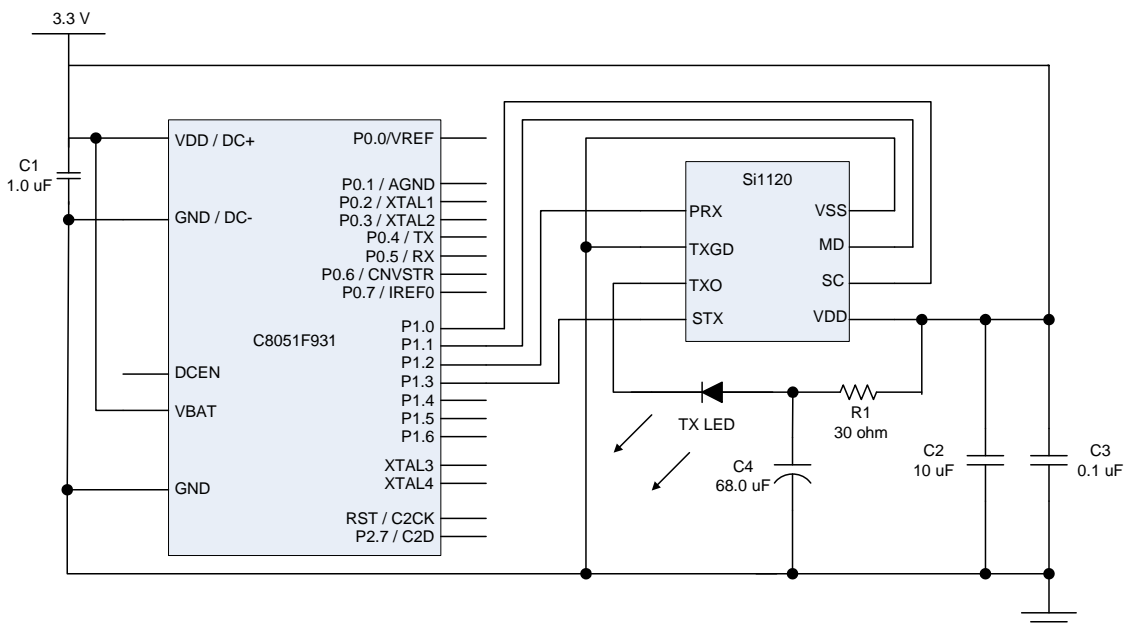 3.3 V
C1
1.0 uF
VDD / DC+
GND / DC-
DCEN
VBAT
GND
C8051F931
P0.0/VREF
P0.1 / AGND
P0.2 / XTAL1
P0.3 / XTAL2
P0.4 / TX
P0.5 / RX
P0.6 / CNVSTR
P0.7 / IREF0
P1.0
P1.1
P1.2
P1.3
P1.4
P1.5
P1.6
XTAL3
XTAL4
RST / C2CK
P2.7 / C2D
Si1120
PRX
TXGD
TXO
STX
VSS
MD
SC
VDD
TX LED
R1
30 ohm
C4
68.0 uF
C2
10 uF
C3
0.1 uF